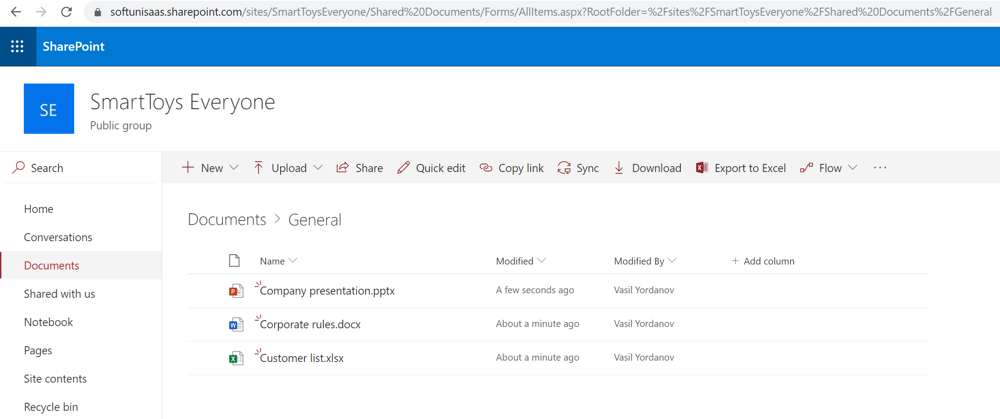 softunisaas.sharepoint.com/sites/SmartToysEveryone/Shared%20Documents/Forms/AllItems.aspx?RootFolder=%2Fsites%2FSmartToysEveryone%2FShared%20Documents%2FGeneral
SharePoint
SE
SmartToys Everyone
Public group
Search
New Upload Share Quick edit Copy link Sync Download Export to Excel Flow ...
Home
Conversations
Documents
Shared with us
Notebook
Pages
Site contents
Recycle bin
Documents > General
Name Modified Modified By + Add column
Company presentation.pptx A few seconds ago Vasil Yordanov
Corporate rules.docx About a minute ago Vasil Yordanov
Customer list.xlsx About a minute ago Vasil Yordanov